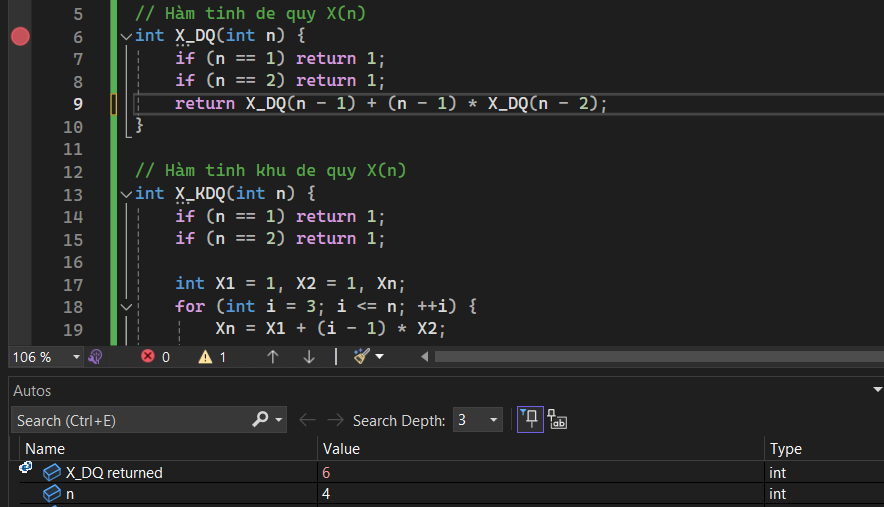 5 // Hàm tinh de quy X(n)
6 int X_DQ(int n) {
7 if (n == 1) return 1;
8 if (n == 2) return 1;
9 return X_DQ(n - 1) + (n - 1) * X_DQ(n - 2);
10 }
11
12 // Hàm tinh khu de quy X(n)
13 int X_KDQ(int n) {
14 if (n == 1) return 1;
15 if (n == 2) return 1;
16
17 int X1 = 1, X2 = 1, Xn;
18 for (int i = 3; i <= n; ++i) {
19 Xn = X1 + (i - 1) * X2;
106 % 0 1
Autos
Search (Ctrl+E) Search Depth: 3 ab
Name Value Type
X_DQ returned 6 int
n 4 int